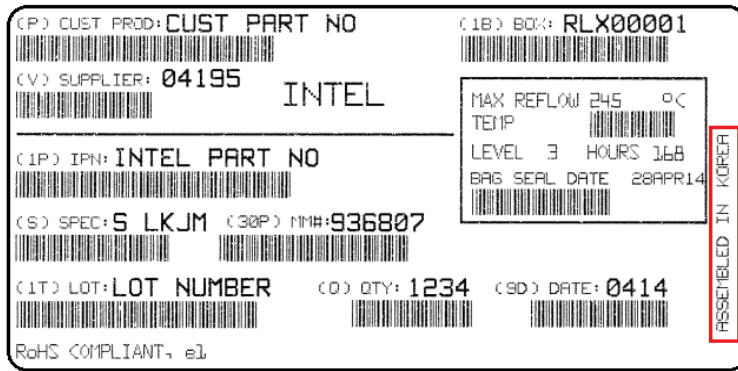 (P) CUST PROD: CUST PART NO
(1B) BOX: RLX00001
(V) SUPPLIER: 04195
INTEL
MAX REFLOW 245 °C
TEMP
LEVEL 3 HOURS 168
BAG SEAL DATE 28APR14
(1P) IPN: INTEL PART NO
(S) SPEC: S LKJM (30P) MM#: 936807
(1T) LOT: LOT NUMBER (Q) QTY: 1234 (9D) DATE: 0414
RoHS COMPLIANT, e1
ASSEMBLED IN KOREA